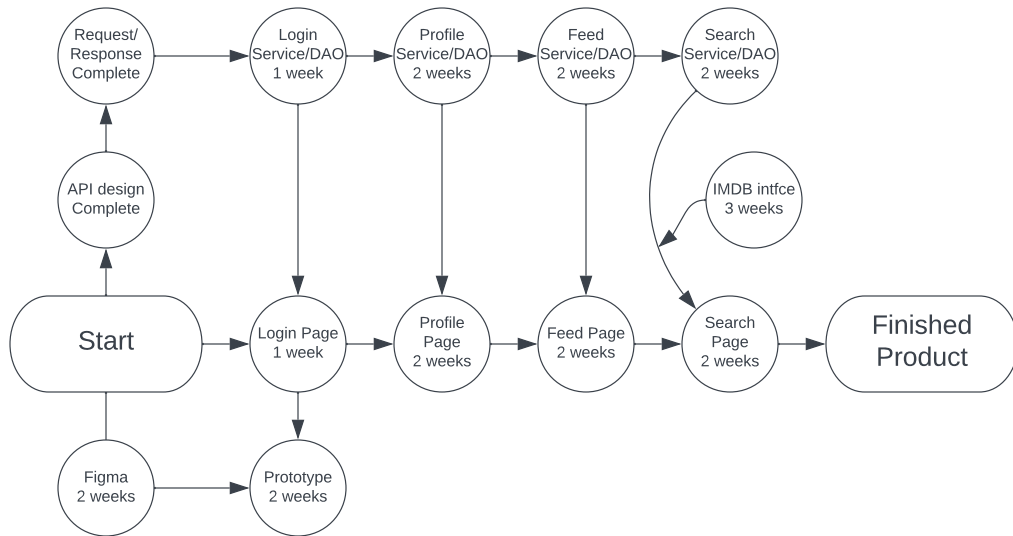 Request/
Response
Complete
Login
Service/DAO
1 week
Profile
Service/DAO
2 weeks
Feed
Service/DAO
2 weeks
Search
Service/DAO
2 weeks
API design
Complete
IMDB intfce
3 weeks
Start
Login Page
1 week
Profile
Page
2 weeks
Feed Page
2 weeks
Search
Page
2 weeks
Finished
Product
Figma
2 weeks
Prototype
2 weeks